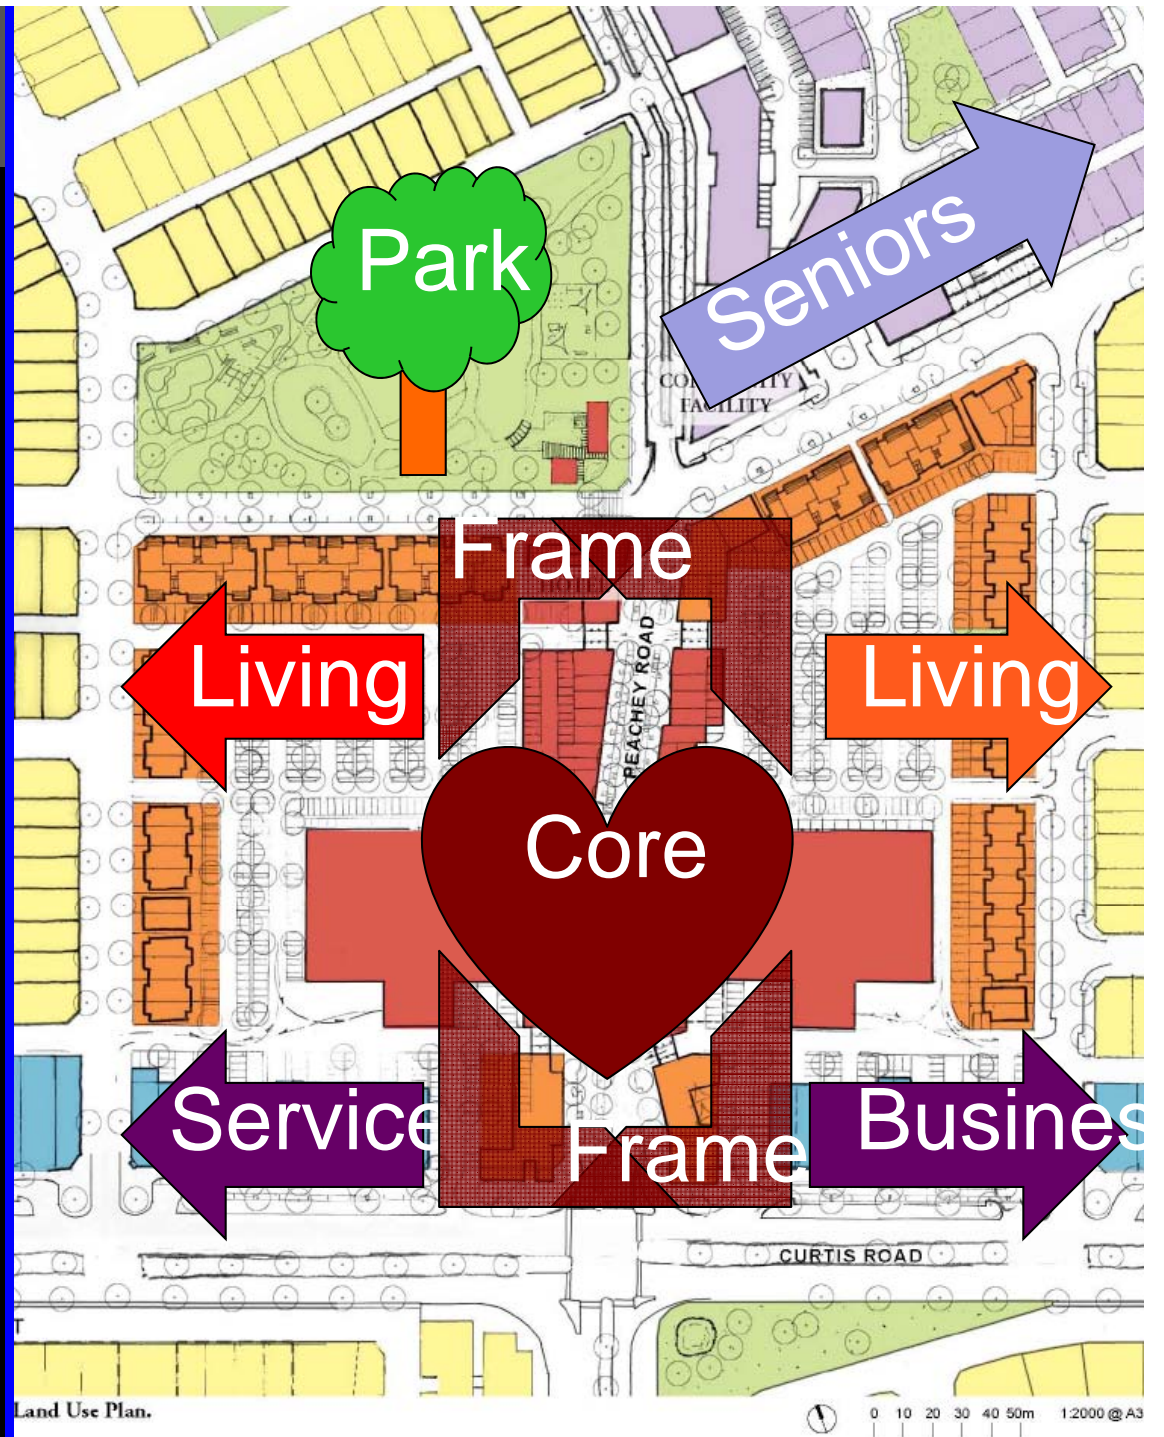 Park
Seniors
FACILITY
Frame
PEACHEY ROAD
Living
Living
Core
Service
Busines
Frame
CURTIS ROAD
T
Land Use Plan.
0 10 20 30 40 50m 1:2000 @ A3